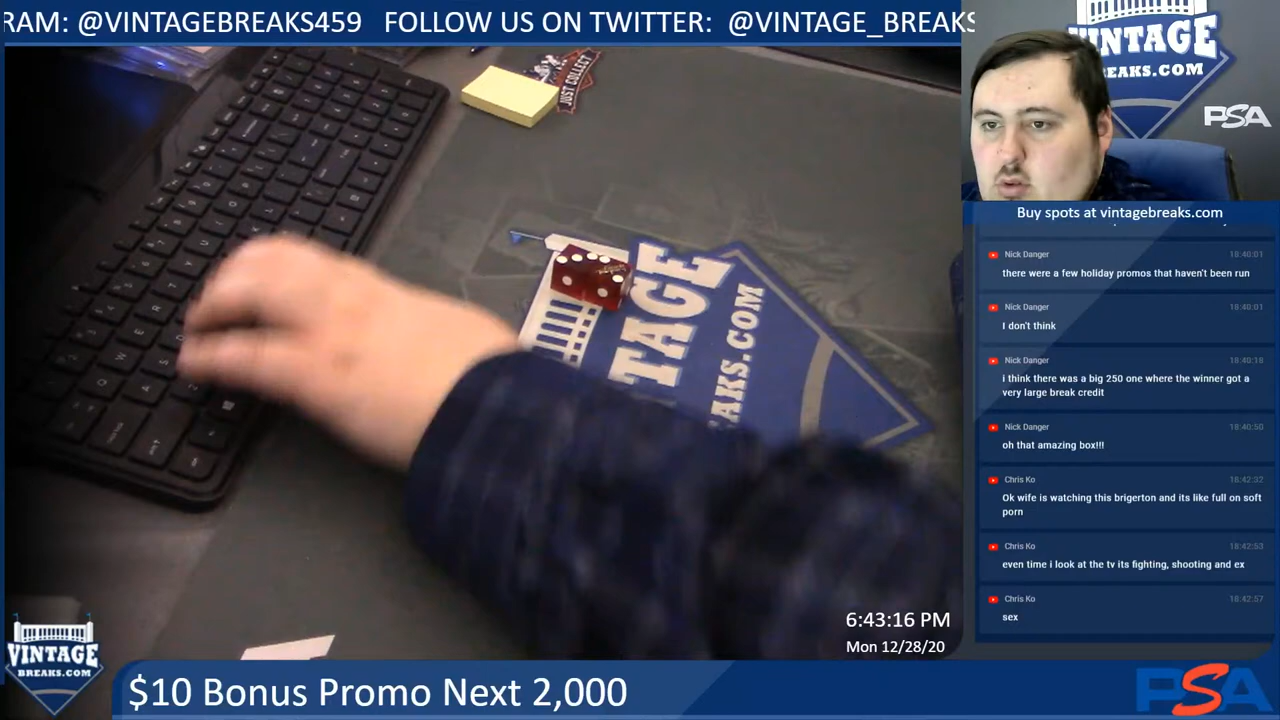 RAM: @VINTAGEBREAKS459 FOLLOW US ON TWITTER: @VINTAGE_BREAKS
VINTAGE
BREAKS.COM
PSA
JUST COLLECT
TAGE
AKS.COM
Buy spots at vintagebreaks.com
Nick Danger 18:40:01
there were a few holiday promos that haven't been run
Nick Danger 18:40:01
I don't think
Nick Danger 18:40:18
i think there was a big 250 one where the winner got a
very large break credit
Nick Danger 18:40:50
oh that amazing box!!!
Chris Ko 18:42:32
Ok wife is watching this brigerton and its like full on soft
porn
Chris Ko 18:42:53
even time i look at the tv its fighting, shooting and ex
Chris Ko 18:42:57
sex
6:43:16 PM
Mon 12/28/20
VINTAGE
BREAKS.COM
$10 Bonus Promo Next 2,000
PSA